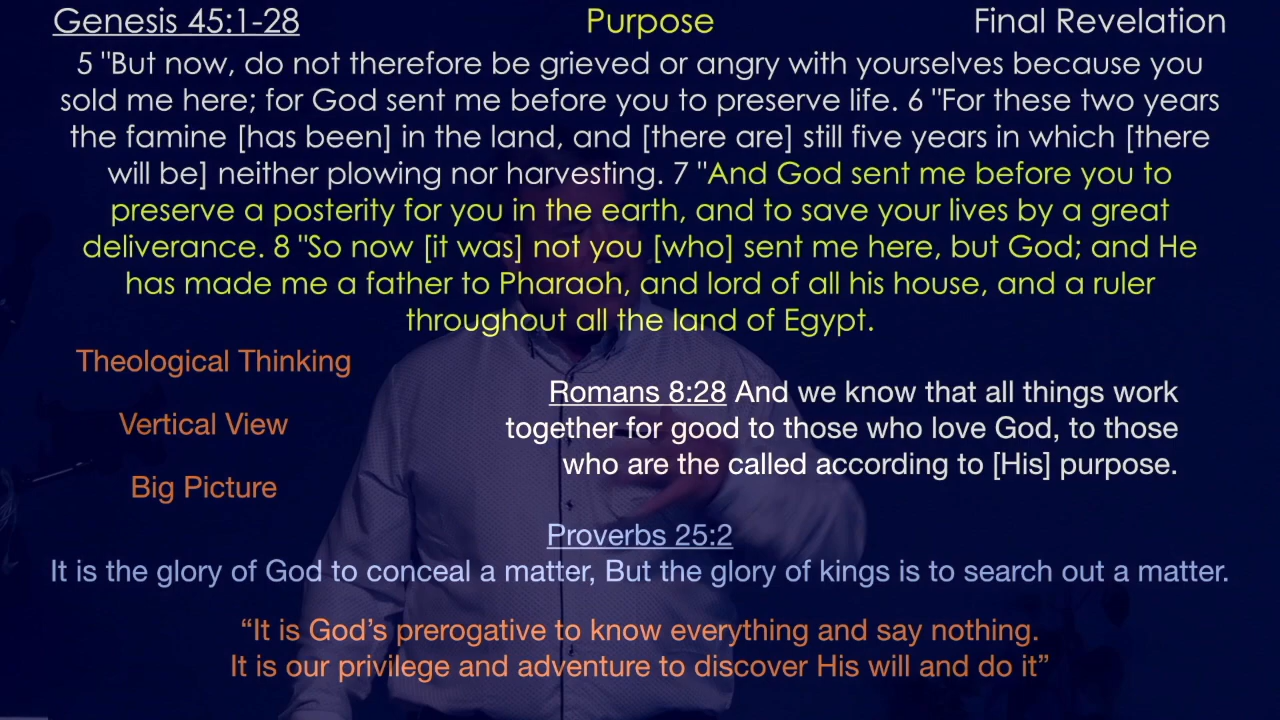 Genesis 45:1-28 Purpose Final Revelation
5 "But now, do not therefore be grieved or angry with yourselves because you
sold me here; for God sent me before you to preserve life. 6 "For these two years
the famine [has been] in the land, and [there are] still five years in which [there
will be] neither plowing nor harvesting. 7 "And God sent me before you to
preserve a posterity for you in the earth, and to save your lives by a great
deliverance. 8 "So now [it was] not you [who] sent me here, but God; and He
has made me a father to Pharaoh, and lord of all his house, and a ruler
throughout all the land of Egypt.
Theological Thinking
Vertical View
Big Picture
Romans 8:28 And we know that all things work
together for good to those who love God, to those
who are the called according to [His] purpose.
Proverbs 25:2
It is the glory of God to conceal a matter, But the glory of kings is to search out a matter.
“It is God’s prerogative to know everything and say nothing.
It is our privilege and adventure to discover His will and do it”